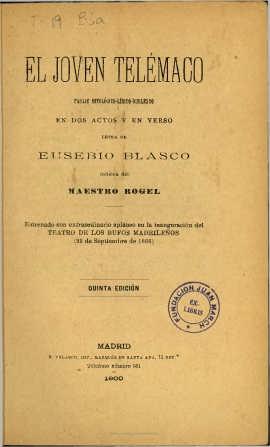 T-19 Bla
EL JOVEN TELÉMACO
PASAJE MITOLÓGICO-LÍRICO-BURLESCO
EN DOS ACTOS Y EN VERSO
LETRA DE
EUSEBIO BLASCO
música del
MAESTRO ROGEL
Estrenado con extraordinario aplauso en la inauguración del
TEATRO DE LOS BUFOS MADRILEÑOS
(22 de Septiembre de 1866)
QUINTA EDICIÓN
FUNDACION JUAN MARCH
EX-
LIBRIS
MADRID
R. VELASCO, IMP., MARQUÉS DE SANTA ANA, 11 DUP.º
Teléfono número 551
1900